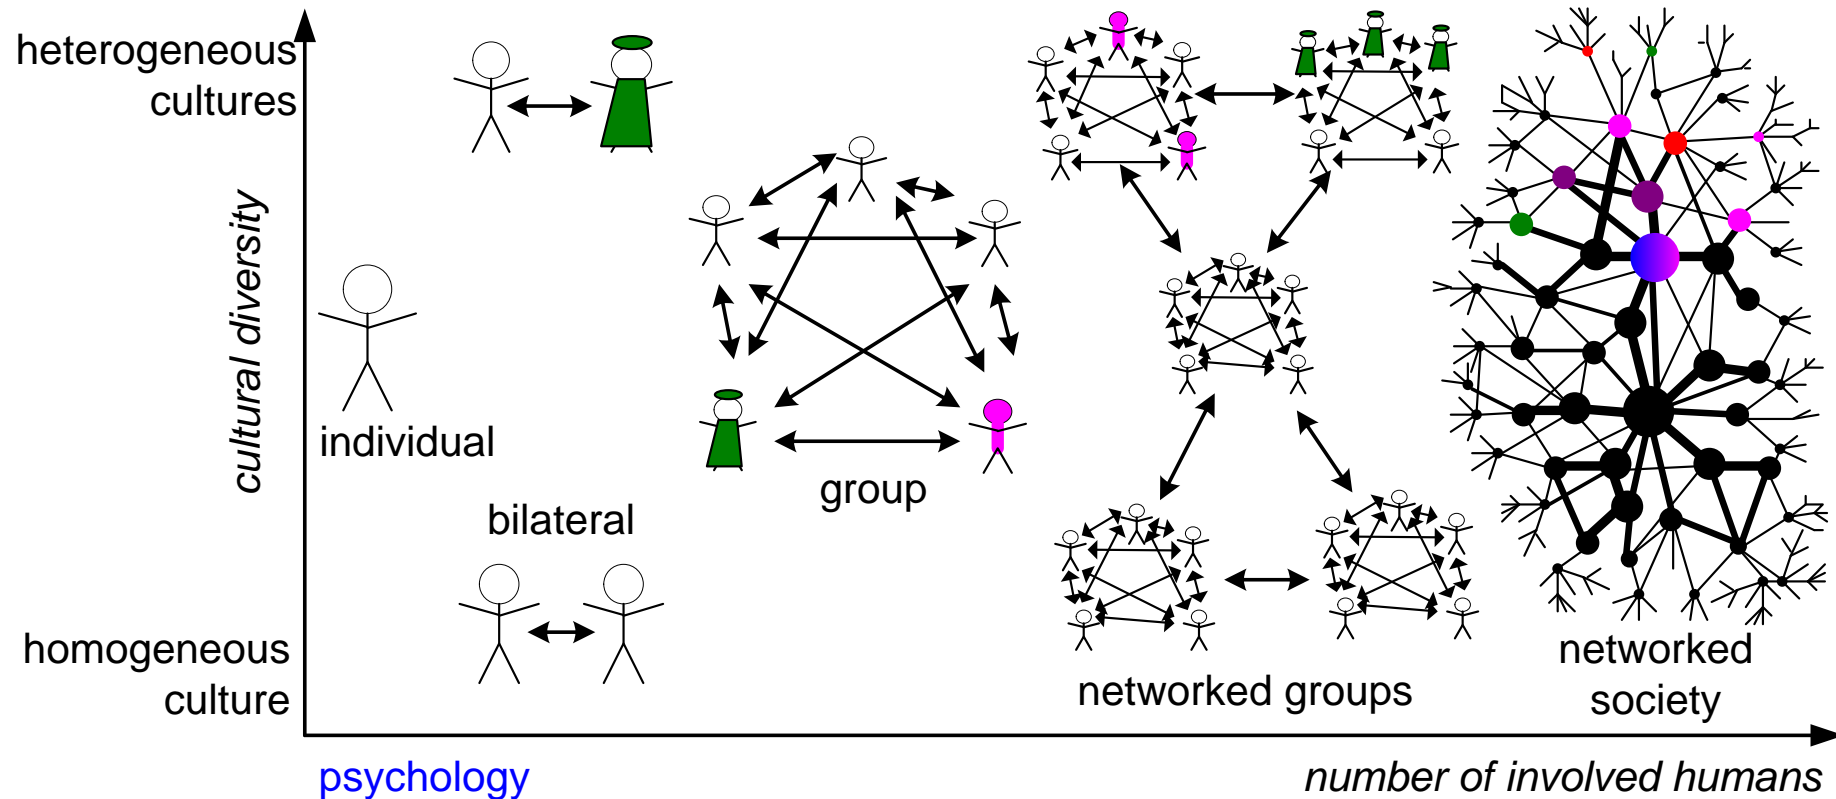 heterogeneous
cultures
cultural diversity
individual
bilateral
group
homogeneous
culture
networked groups
networked
society
psychology
number of involved humans